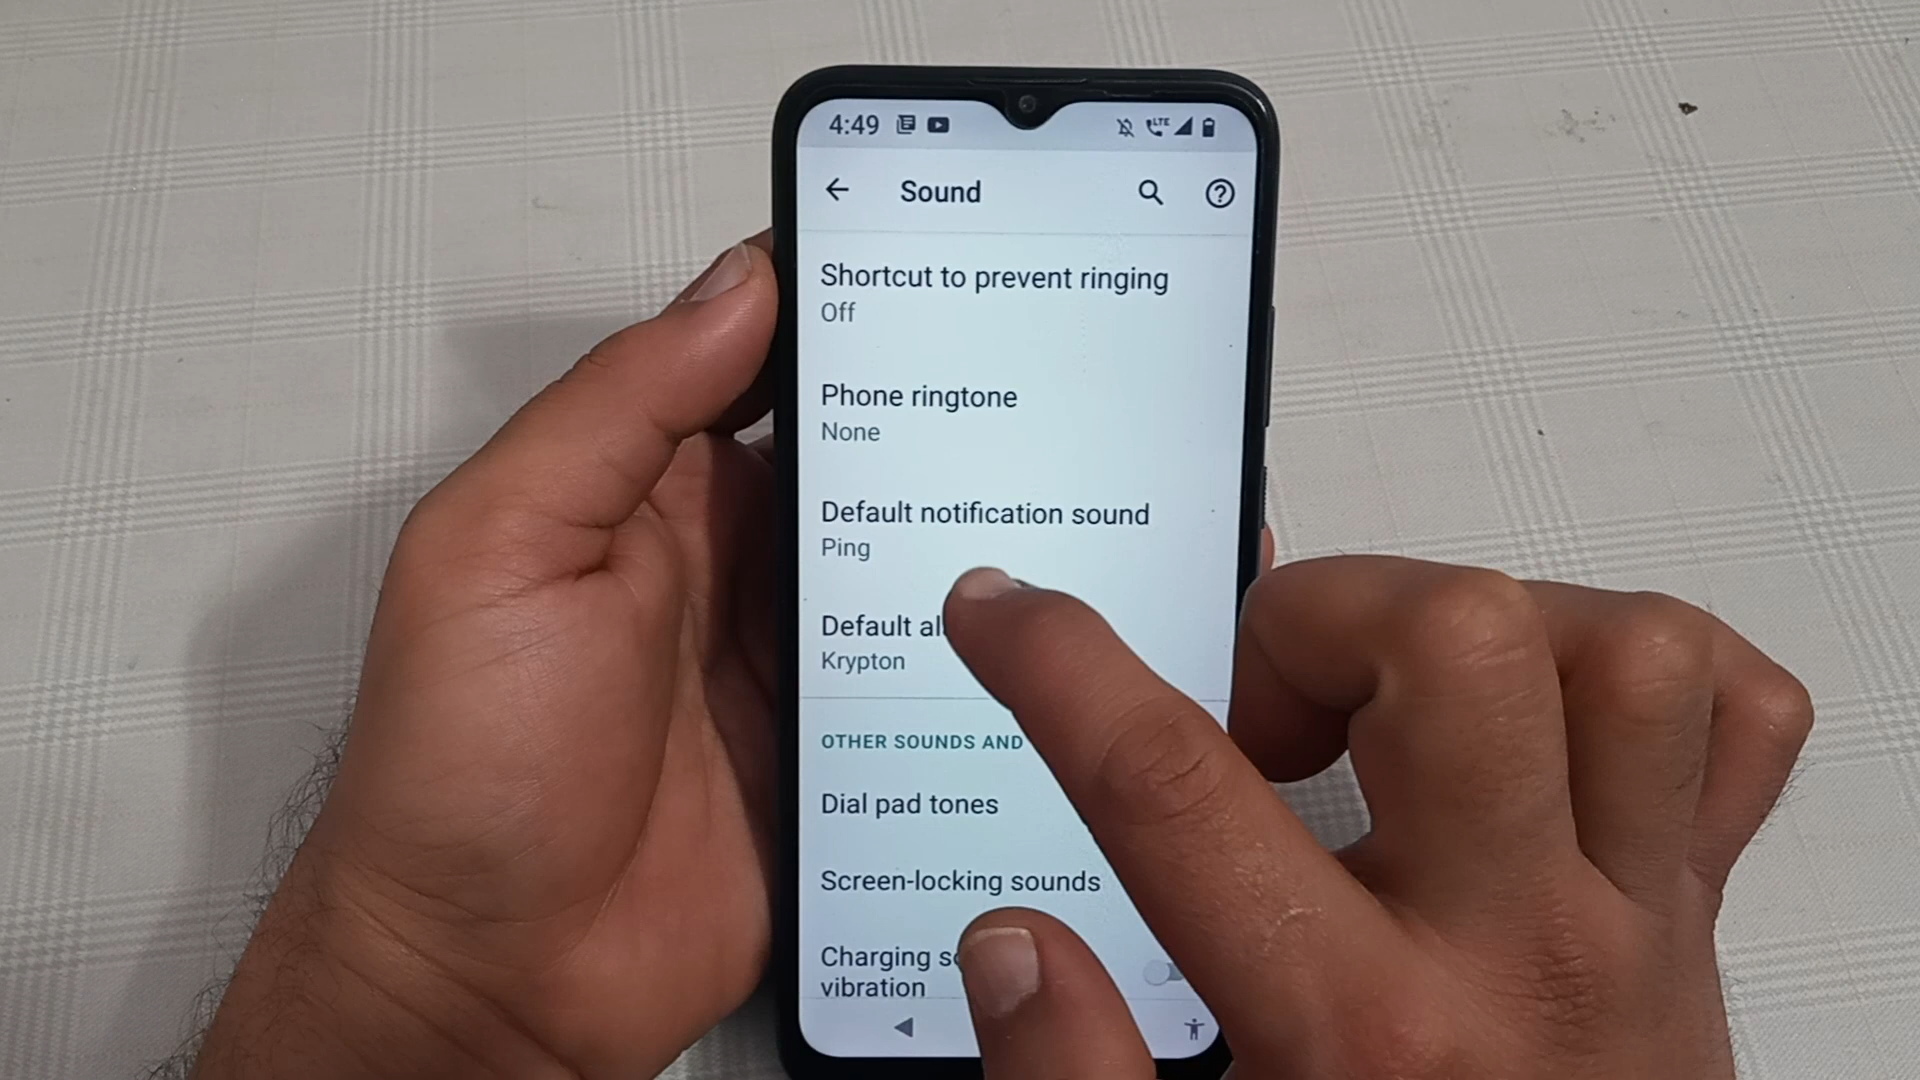 4:49
LTE
Sound
Shortcut to prevent ringing
Off
Phone ringtone
None
Default notification sound
Ping
Default
Krypton
OTHER SOUNDS AND
Dial pad tones
Screen-locking sounds
Charging
vibration